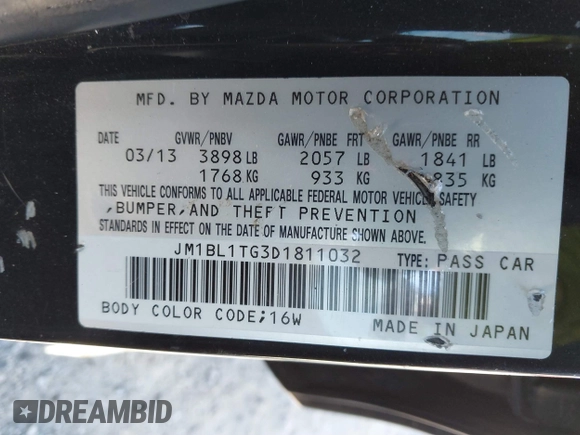 MFD. BY MAZDA MOTOR CORPORATION
DATE GVWR/PNBV GAWR/PNBE FRT GAWR/PNBE RR
03/13 3898 LB 2057 LB 1841 LB
1768 KG 933 KG 835 KG
THIS VEHICLE CONFORMS TO ALL APPLICABLE FEDERAL MOTOR VEHICLE SAFETY
,BUMPER,AND THEFT PREVENTION
STANDARDS IN EFFECT ON THE DATE OF MANUFACTURE SHOWN ABOVE.
JM1BL1TG3D1811032 TYPE: PASS CAR
BODY COLOR CODE;16W
MADE IN JAPAN
DREAMBID